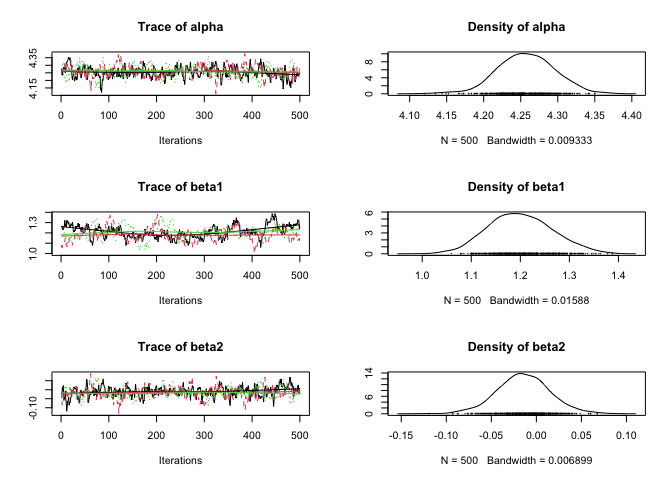 Trace of alpha
4.15 4.35
0 100 200 300 400 500
Iterations
Density of alpha
0 4 8
4.10 4.15 4.20 4.25 4.30 4.35 4.40
N = 500 Bandwidth = 0.009333
Trace of beta1
1.0 1.3
0 100 200 300 400 500
Iterations
Density of beta1
0 3 6
1.0 1.1 1.2 1.3 1.4
N = 500 Bandwidth = 0.01588
Trace of beta2
-0.10
0 100 200 300 400 500
Iterations
Density of beta2
0 4 8 14
-0.15 -0.10 -0.05 0.00 0.05 0.10
N = 500 Bandwidth = 0.006899